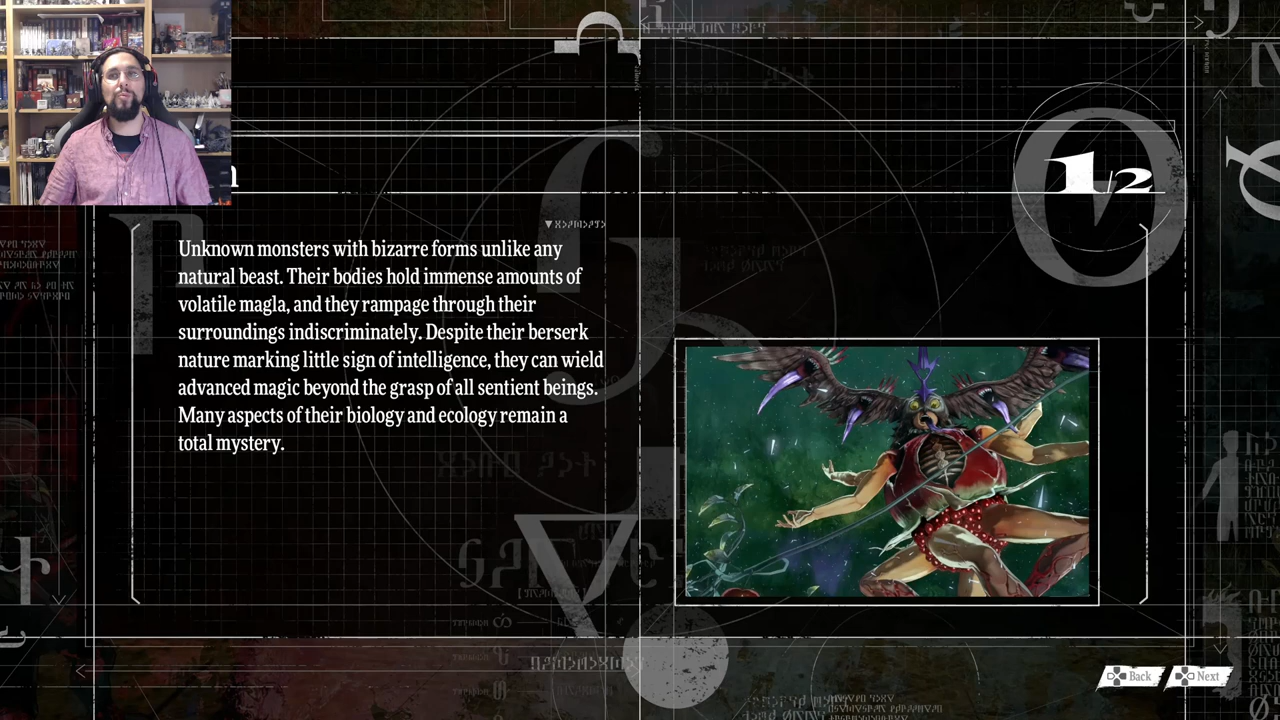 1/2
Unknown monsters with bizarre forms unlike any
natural beast. Their bodies hold immense amounts of
volatile magla, and they rampage through their
surroundings indiscriminately. Despite their berserk
nature marking little sign of intelligence, they can wield
advanced magic beyond the grasp of all sentient beings.
Many aspects of their biology and ecology remain a
total mystery.
Back
Next